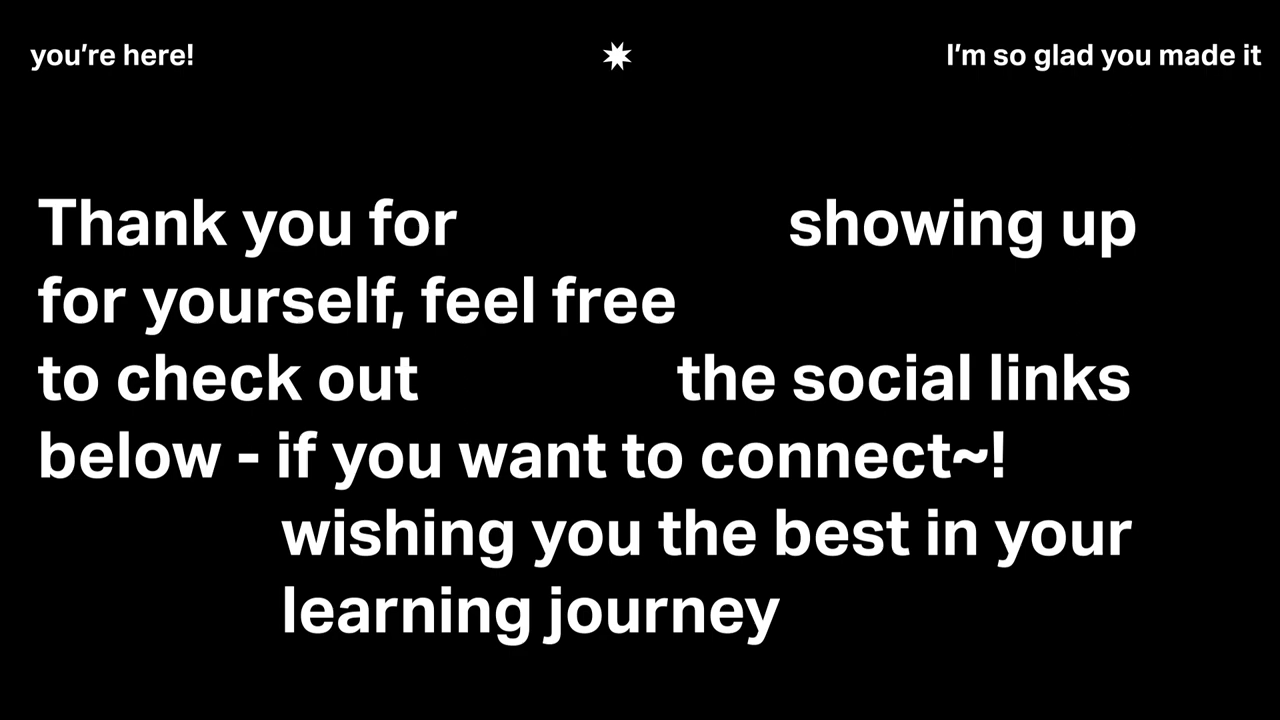 you’re here!
I’m so glad you made it
Thank you for showing up
for yourself, feel free
to check out the social links
below - if you want to connect~!
wishing you the best in your
learning journey